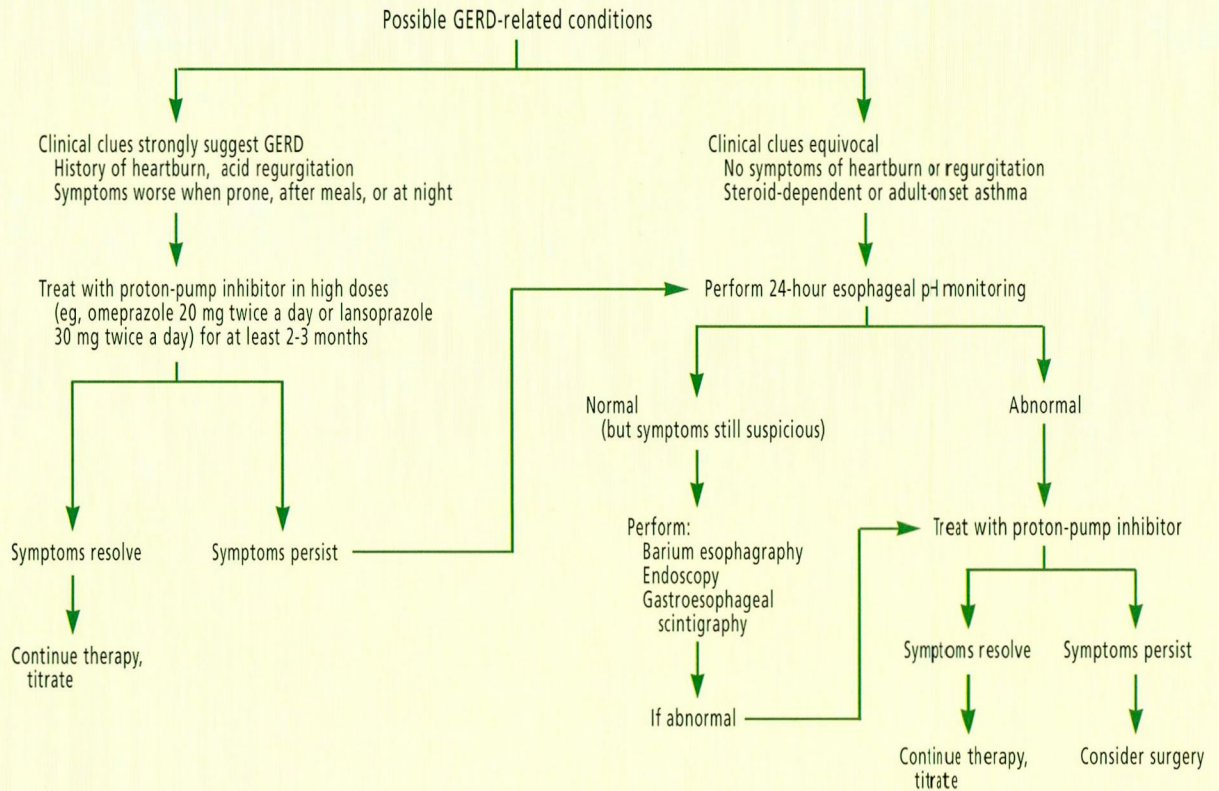 Possible GERD-related conditions
Clinical clues strongly suggest GERD
History of heartburn, acid regurgitation
Symptoms worse when prone, after meals, or at night
Treat with proton-pump inhibitor in high doses
(eg, omeprazole 20 mg twice a day or lansoprazole
30 mg twice a day) for at least 2-3 months
Symptoms resolve
Symptoms persist
Continue therapy,
titrate
Clinical clues equivocal
No symptoms of heartburn or regurgitation
Steroid-dependent or adult-onset asthma
Perform 24-hour esophageal pH monitoring
Normal
(but symptoms still suspicious)
Abnormal
Perform:
Barium esophagraphy
Endoscopy
Gastroesophageal
scintigraphy
If abnormal
Treat with proton-pump inhibitor
Symptoms resolve
Symptoms persist
Continue therapy,
titrate
Consider surgery